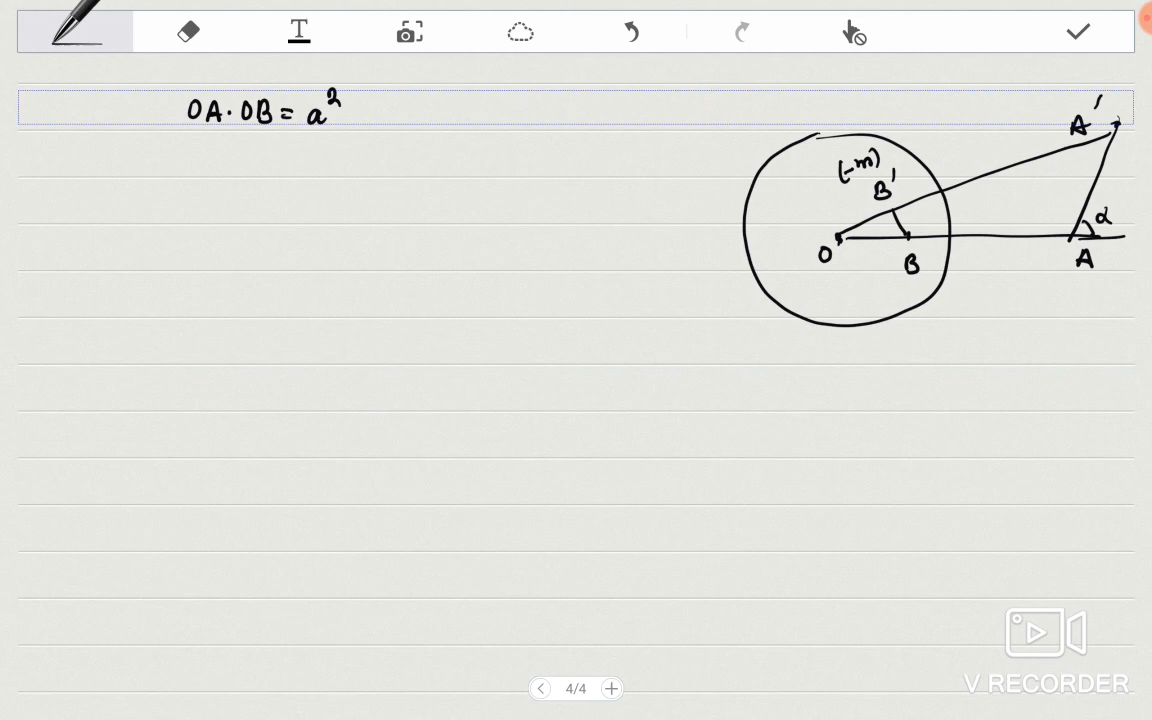 T
OA·OB = a²
A'
(-m)
B'
α
O
B
A
4/4
V RECORDER